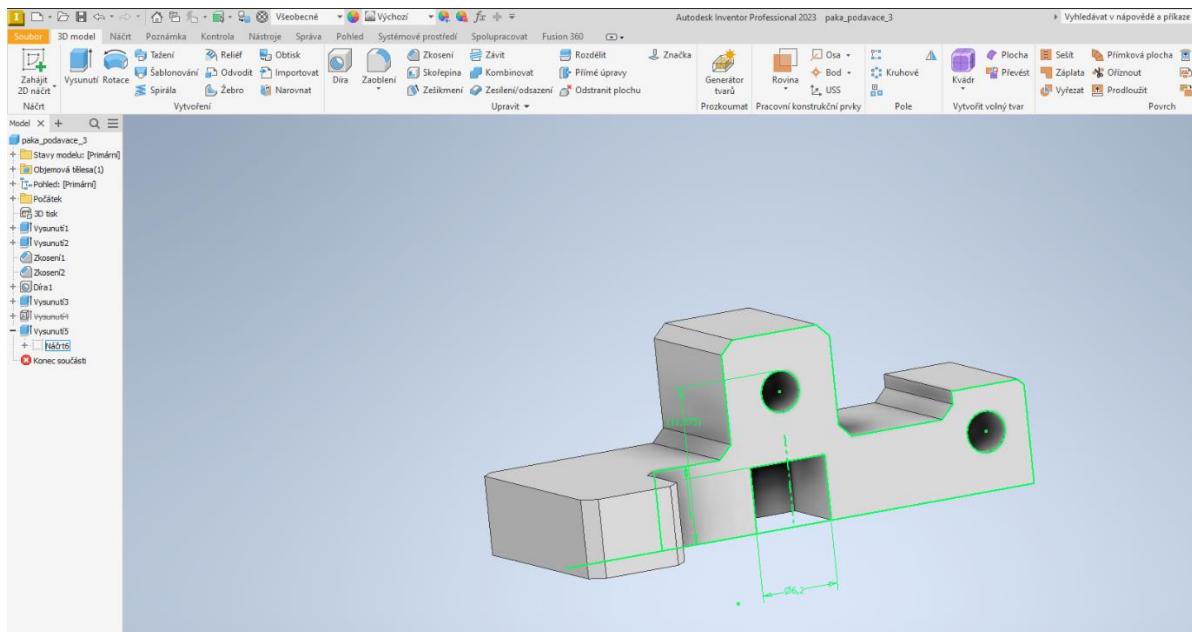 Všeobecné
Výchozí
fx
Autodesk Inventor Professional 2023 paka_podavace_3
Vyhledávat v nápovědě a příkaze
Soubor 3D model Náčrt Poznámka Kontrola Nástroje Správa Pohled Systémové prostředí Spolupracovat Fusion 360
Zahájit 2D náčrt
Vysunutí
Rotace
Tažení
Šablonování
Spirála
Reliéf
Odvodit
Žebro
Obtisk
Importovat
Narovnat
Díra
Zaoblení
Zkosení
Skořepina
Zešikmení
Závit
Kombinovat
Zesílení/odsazení
Rozdělit
Přímé úpravy
Odstranit plochu
Značka
Generátor tvarů
Rovina
Osa
Bod
USS
Kruhové
Kvádr
Plocha
Převést
Sešít
Záplata
Vyřezat
Přímková plocha
Oříznout
Prodloužit
Náčrt
Vytvoření
Upravit
Prozkoumat
Pracovní konstrukční prvky
Pole
Vytvořit volný tvar
Povrch
Model
paka_podavace_3
Stavy modelu: [Primární]
Objemová tělesa(1)
Pohled: [Primární]
Počátek
3D tisk
Vysunutí1
Vysunutí2
Zkosení1
Zkosení2
Díra1
Vysunutí3
Vysunutí4
Vysunutí5
Náčrt6
Konec součásti
Ø6,2